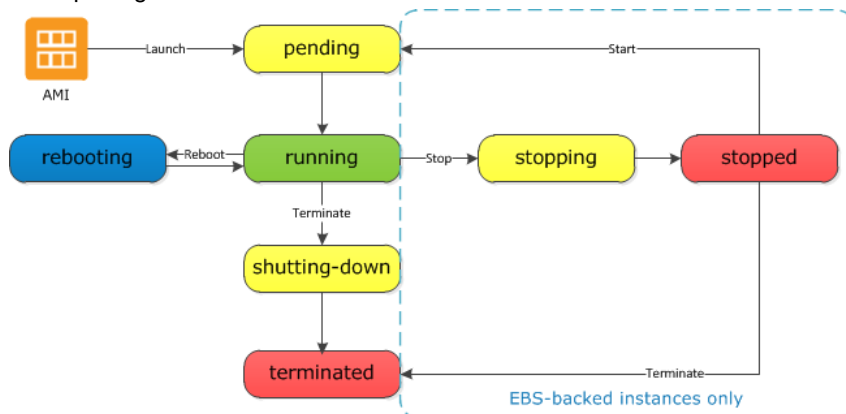 Launch
pending
Start
AMI
rebooting
Reboot
running
Stop
stopping
stopped
Terminate
shutting-down
terminated
Terminate
EBS-backed instances only